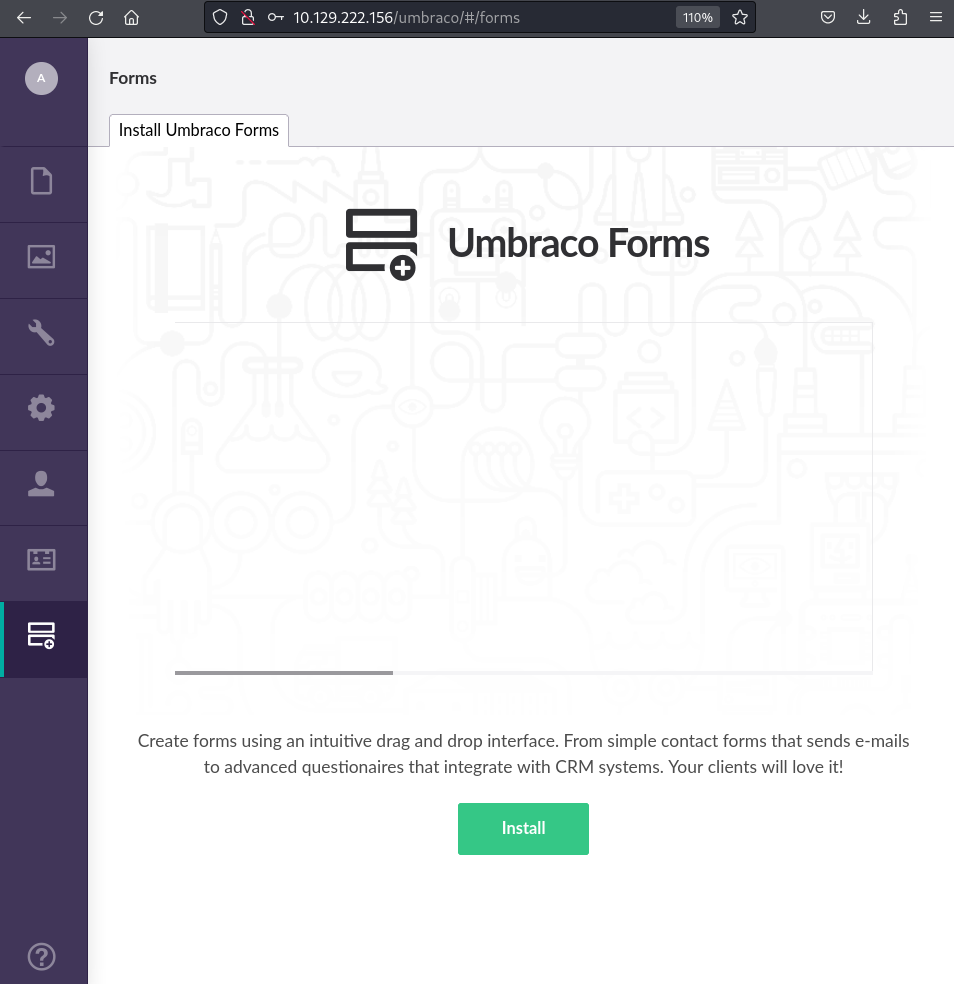 10.129.222.156/umbraco/#/forms
110%
A
Forms
Install Umbraco Forms
Umbraco Forms
Create forms using an intuitive drag and drop interface. From simple contact forms that sends e-mails
to advanced questionaires that integrate with CRM systems. Your clients will love it!
Install